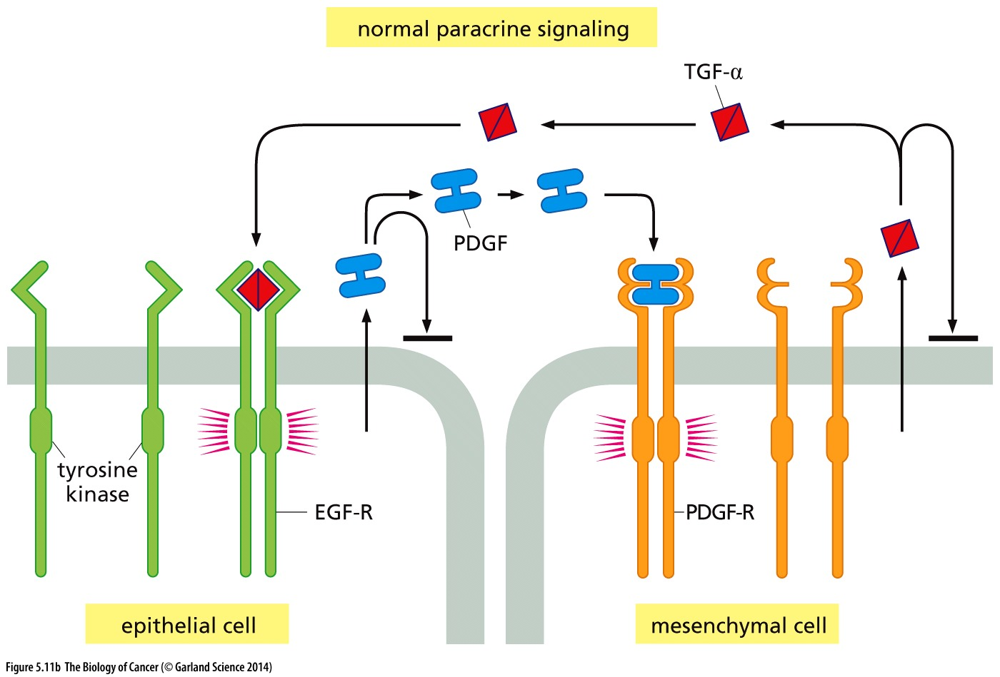 normal paracrine signaling
TGF-α
PDGF
tyrosine
kinase
EGF-R
PDGF-R
epithelial cell
mesenchymal cell
Figure 5.11b The Biology of Cancer (© Garland Science 2014)